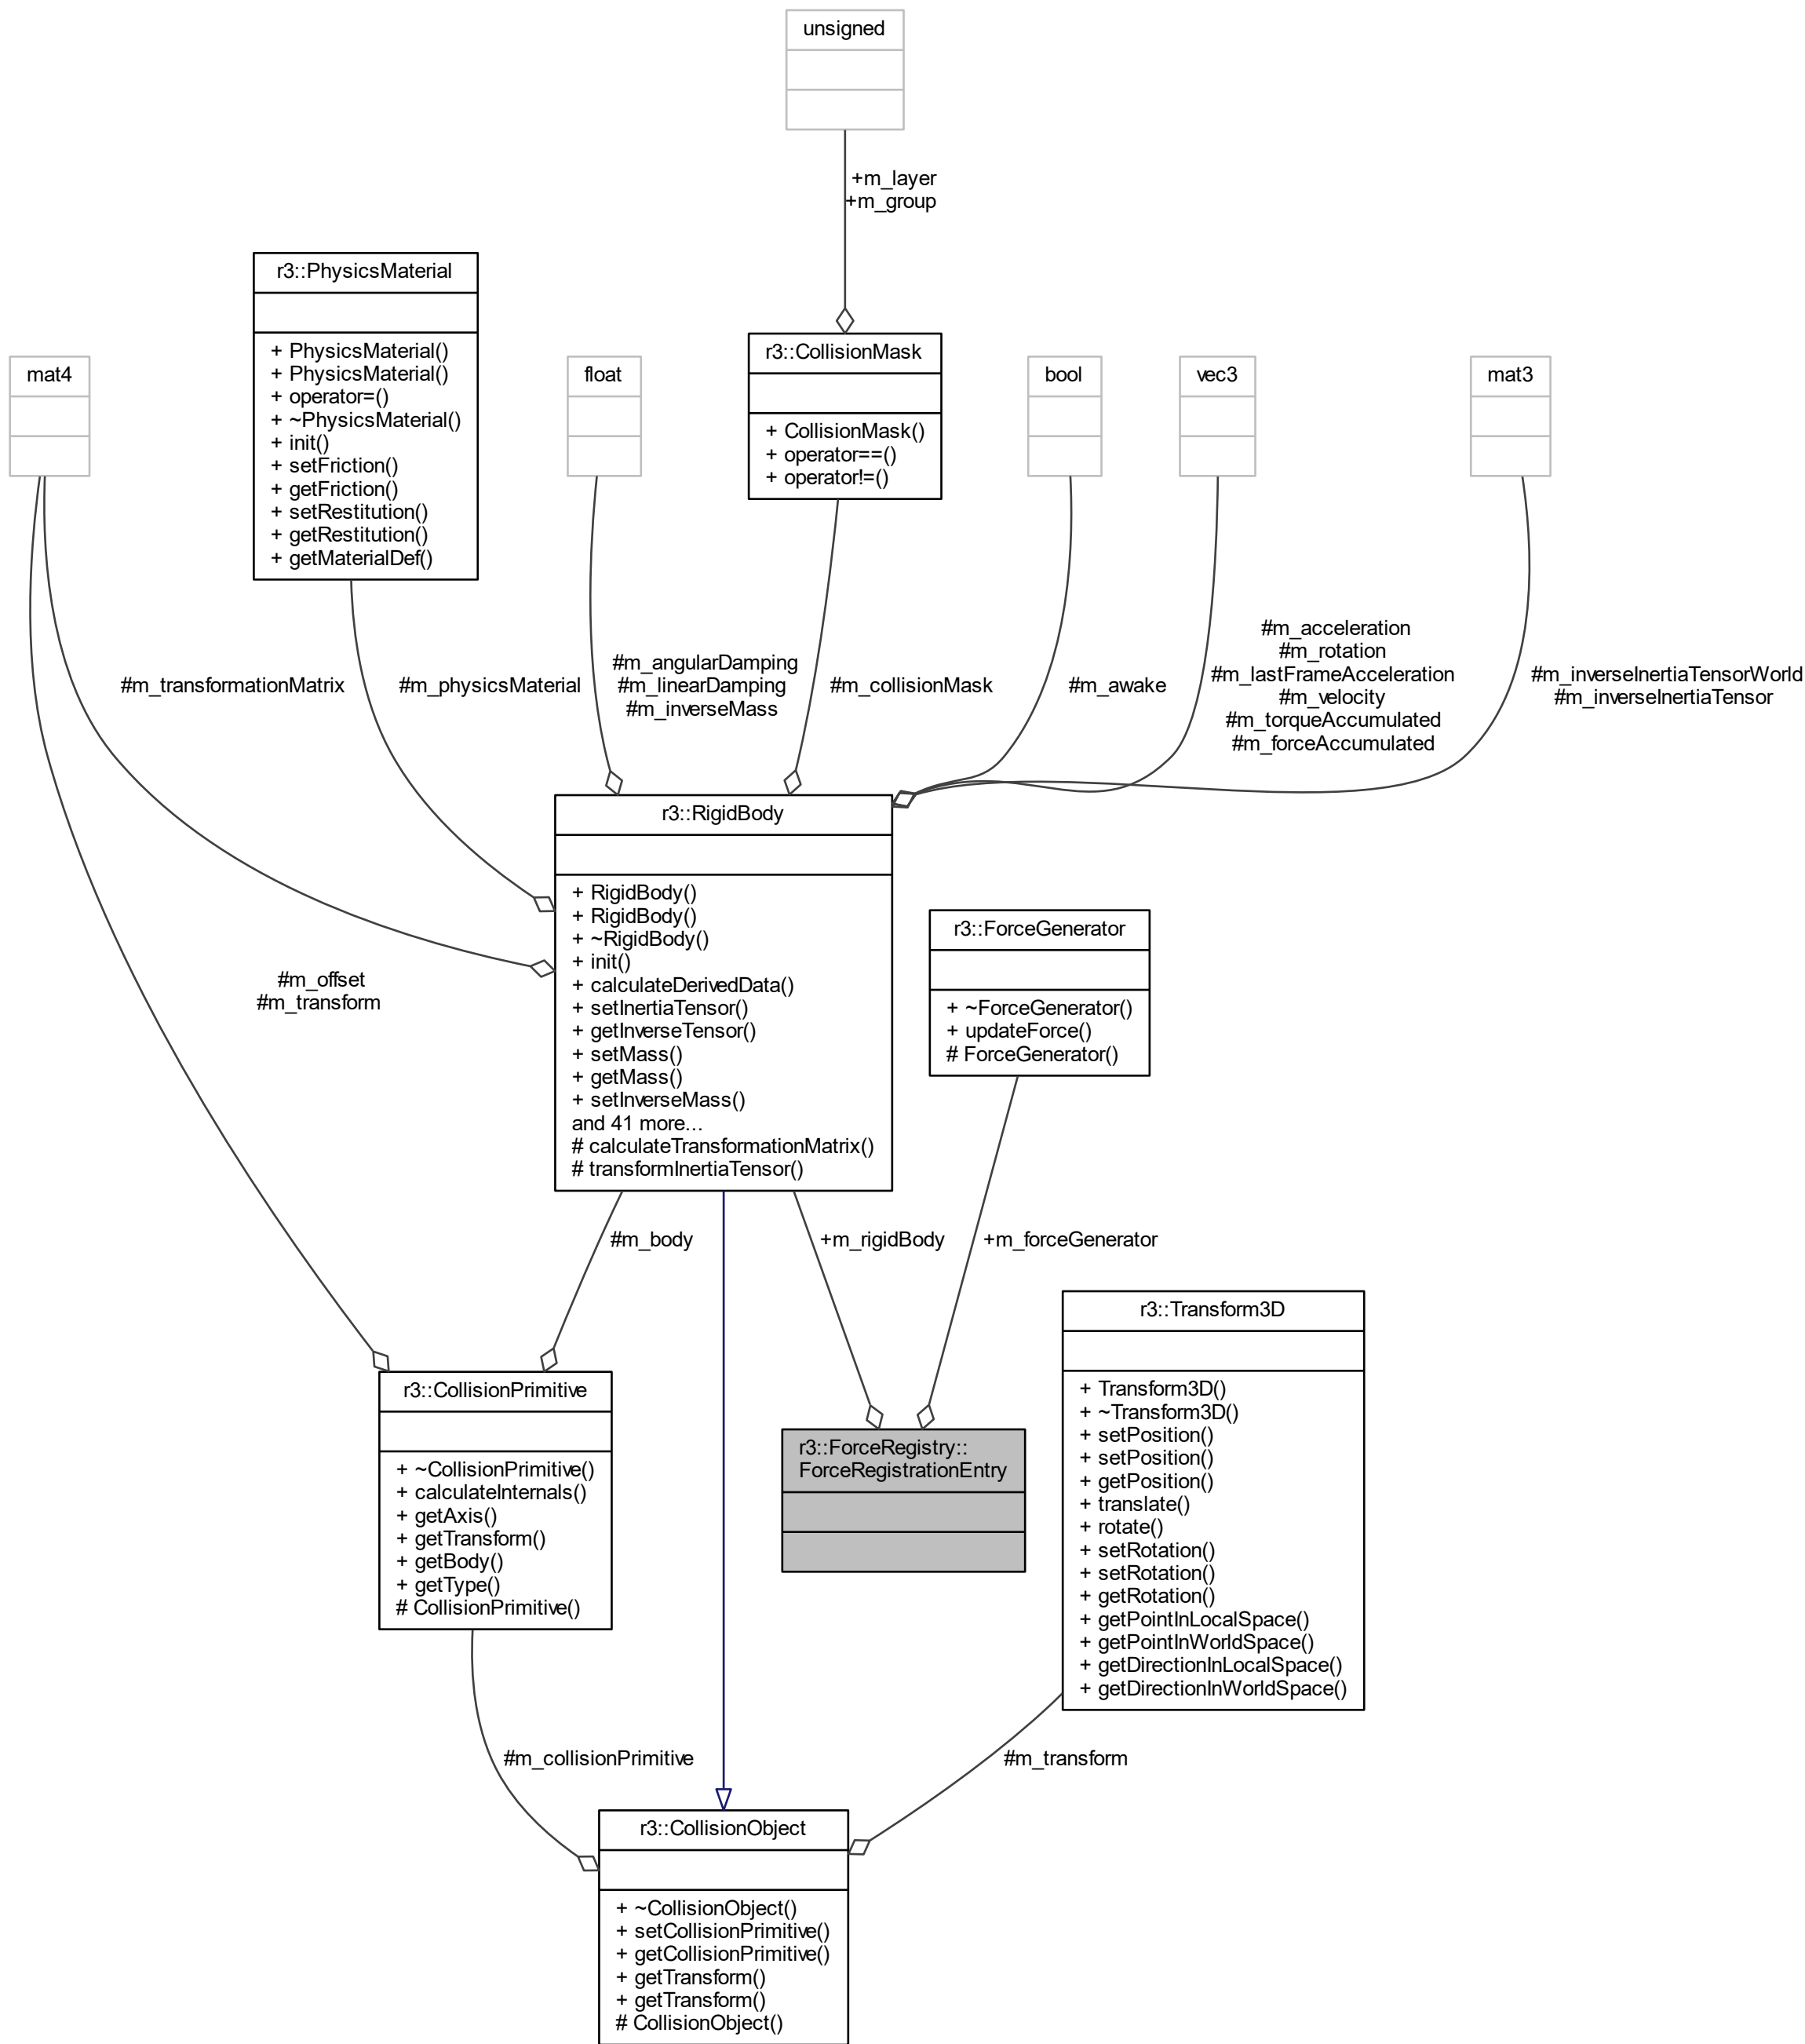 unsigned
+m_layer
+m_group
r3::PhysicsMaterial
+ PhysicsMaterial()
+ PhysicsMaterial()
+ operator=()
+ ~PhysicsMaterial()
+ init()
+ setFriction()
+ getFriction()
+ setRestitution()
+ getRestitution()
+ getMaterialDef()
r3::CollisionMask
+ CollisionMask()
+ operator==()
+ operator!=()
mat4
float
bool
vec3
mat3
#m_transformationMatrix
#m_physicsMaterial
#m_angularDamping
#m_linearDamping
#m_inverseMass
#m_collisionMask
#m_awake
#m_acceleration
#m_rotation
#m_lastFrameAcceleration
#m_velocity
#m_torqueAccumulated
#m_forceAccumulated
#m_inverseInertiaTensorWorld
#m_inverseInertiaTensor
r3::RigidBody
+ RigidBody()
+ RigidBody()
+ ~RigidBody()
+ init()
+ calculateDerivedData()
+ setInertiaTensor()
+ getInverseTensor()
+ setMass()
+ getMass()
+ setInverseMass()
and 41 more...
# calculateTransformationMatrix()
# transformInertiaTensor()
r3::ForceGenerator
+ ~ForceGenerator()
+ updateForce()
# ForceGenerator()
#m_offset
#m_transform
#m_body
+m_rigidBody
+m_forceGenerator
r3::CollisionPrimitive
+ ~CollisionPrimitive()
+ calculateInternals()
+ getAxis()
+ getTransform()
+ getBody()
+ getType()
# CollisionPrimitive()
r3::ForceRegistry::
ForceRegistrationEntry
r3::Transform3D
+ Transform3D()
+ ~Transform3D()
+ setPosition()
+ setPosition()
+ getPosition()
+ translate()
+ rotate()
+ setRotation()
+ setRotation()
+ getRotation()
+ getPointInLocalSpace()
+ getPointInWorldSpace()
+ getDirectionInLocalSpace()
+ getDirectionInWorldSpace()
#m_collisionPrimitive
#m_transform
r3::CollisionObject
+ ~CollisionObject()
+ setCollisionPrimitive()
+ getCollisionPrimitive()
+ getTransform()
+ getTransform()
# CollisionObject()